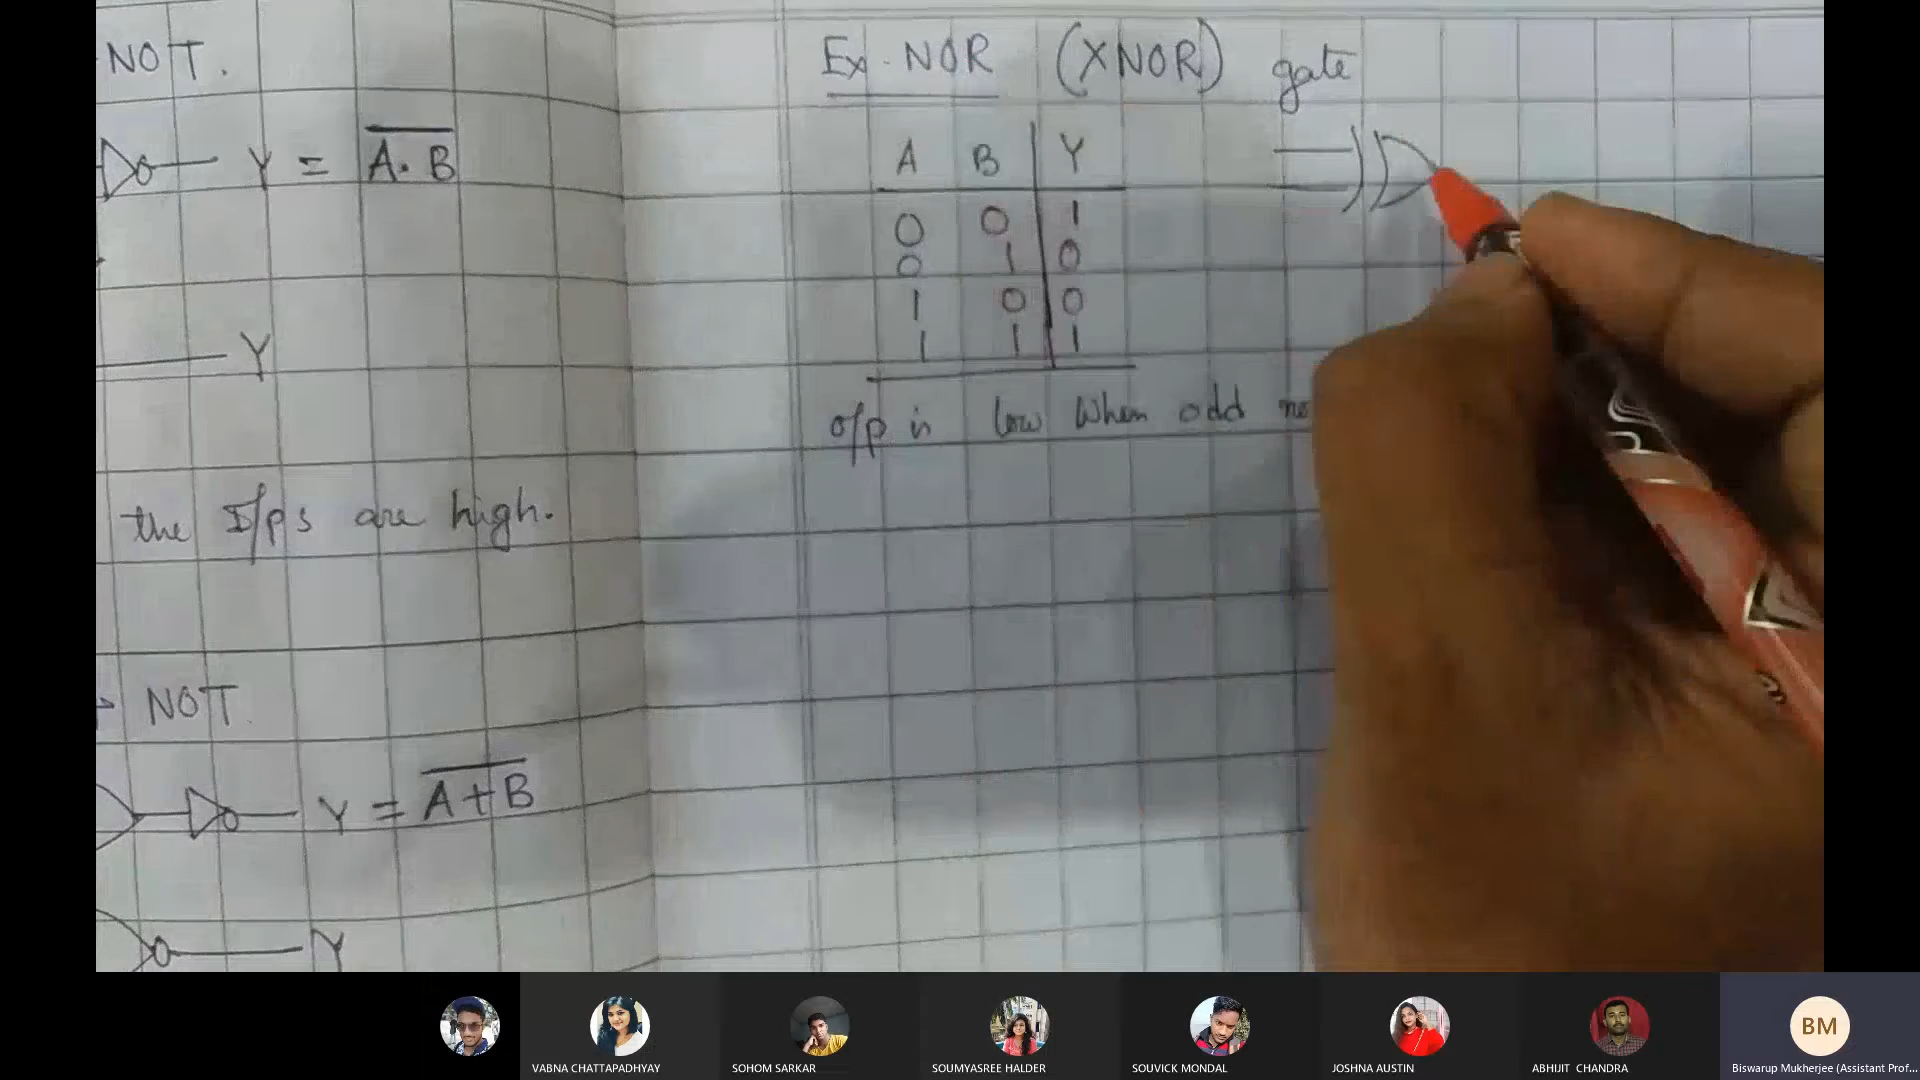 NOT.
Y = A.B
Y
the I/ps are high.
NOT.
Y = A+B
Y
Ex-NOR (XNOR) gate
A B Y
0 0 1
0 1 0
1 0 0
1 1 1
o/p is low when odd no
VABNA CHATTAPADHYAY
SOHOM SARKAR
SOUMYASREE HALDER
SOUVICK MONDAL
JOSHNA AUSTIN
ABHIJIT CHANDRA
BM
Biswarup Mukherjee (Assistant Prof...